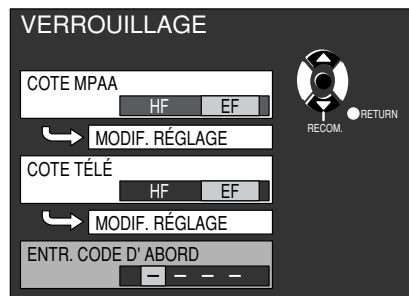 VERROUILLAGE
COTE MPAA
HF EF
MODIF. RÉGLAGE
COTE TÉLÉ
HF EF
MODIF. RÉGLAGE
ENTR. CODE D' ABORD
– – – –
RETURN
RECOM.